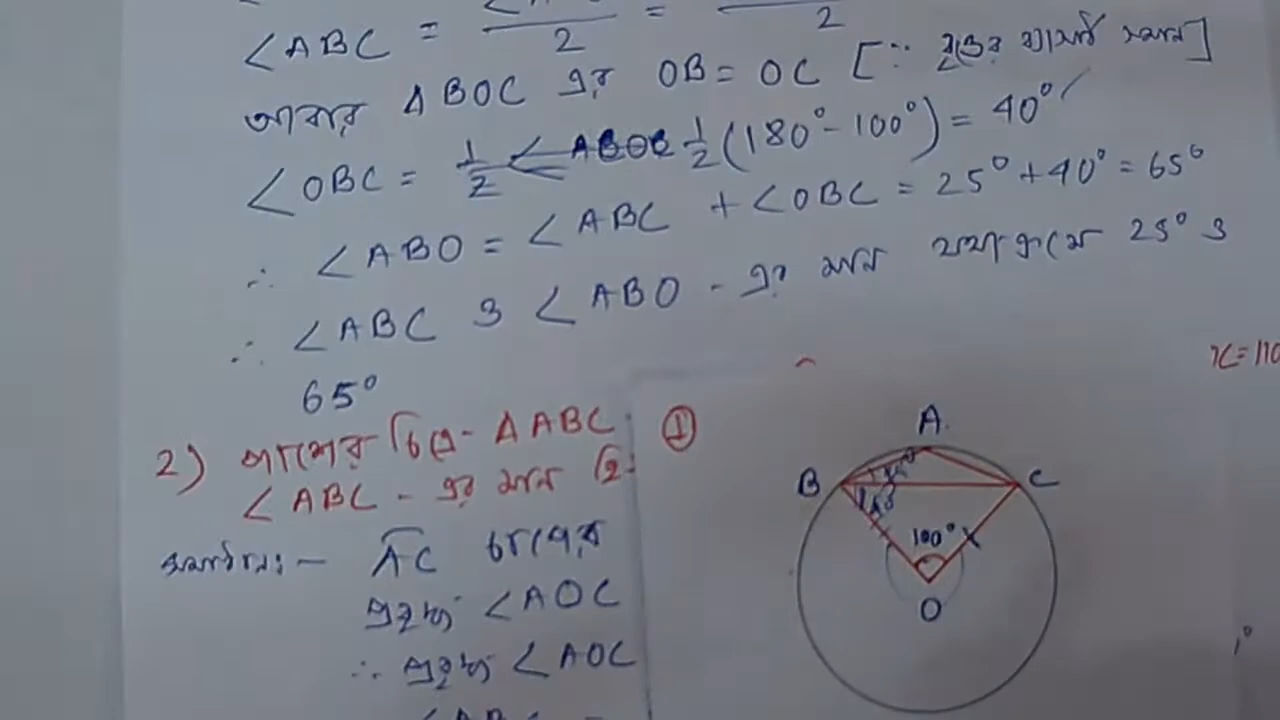 ∠ABC = 2 = 2
আবার ΔBOC এর OB = OC [∵ বৃত্তের ব্যাসার্ধ সমান]
∠OBC = 1/2 1/2 (180° - 100°) = 40°
∴ ∠ABO = ∠ABC + ∠OBC = 25° + 40° = 65°
∴ ∠ABC ও ∠ABO - এর মান যথাক্রমে 25° ও
65°
x = 110
2) পাশের চিত্রে ΔABC
∠ABC - এর মান
①
সমাধান:- AC চাপের
∠AOC
∴ ∠AOC
A
B
C
100°
O